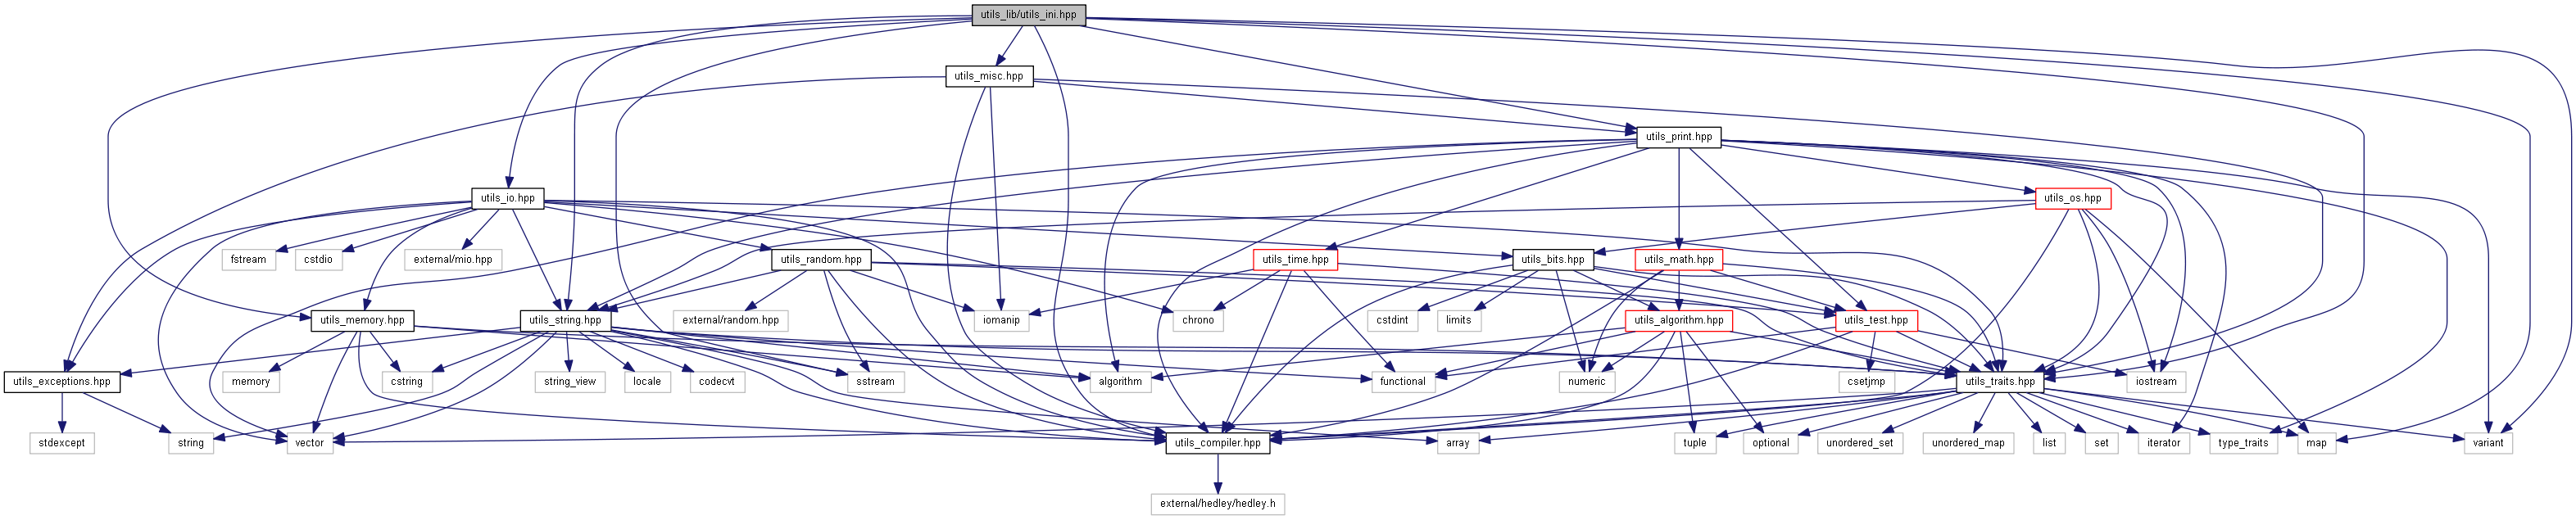 utils_lib/utils_ini.hpp
utils_misc.hpp
utils_print.hpp
utils_io.hpp
utils_os.hpp
fstream
cstdio
external/mio.hpp
utils_random.hpp
utils_time.hpp
utils_bits.hpp
utils_math.hpp
utils_memory.hpp
utils_string.hpp
external/random.hpp
iomanip
chrono
cstdint
limits
utils_algorithm.hpp
utils_test.hpp
utils_exceptions.hpp
memory
cstring
string_view
locale
codecvt
sstream
algorithm
functional
numeric
csetjmp
utils_traits.hpp
iostream
stdexcept
string
vector
utils_compiler.hpp
array
tuple
optional
unordered_set
unordered_map
list
set
iterator
type_traits
map
variant
external/hedley/hedley.h